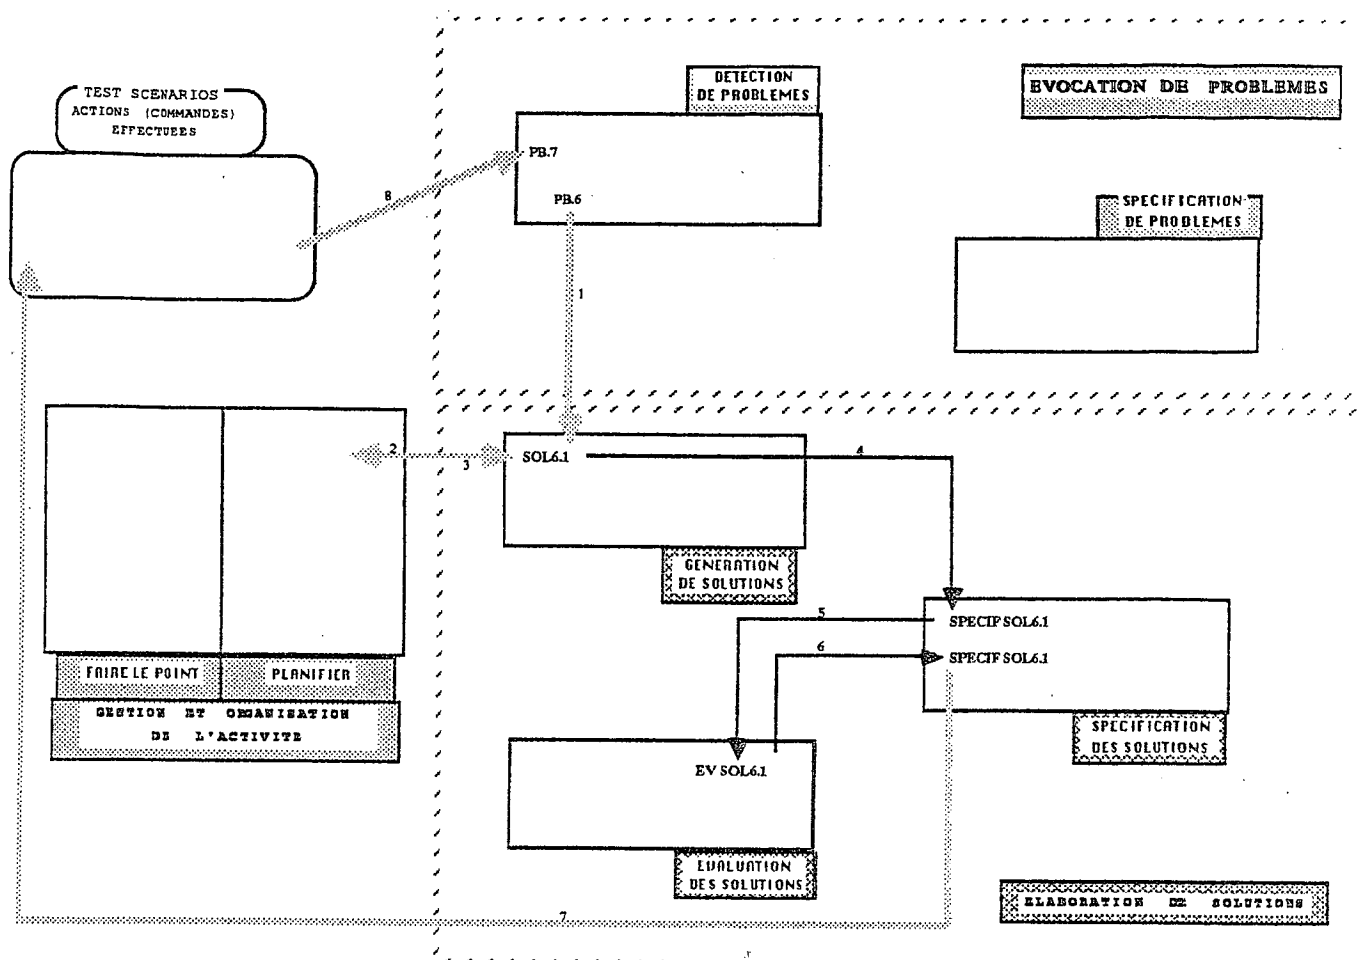 TEST SCENARIOS
ACTIONS (COMMANDES)
EFFECTUEES
DETECTION
DE PROBLEMES
EVOCATION DE PROBLEMES
PB.7
PB.6
8
SPECIFICATION
DE PROBLEMES
1
2
3
SOL6.1
4
GENERATION
DE SOLUTIONS
5
SPECIF SOL6.1
6
SPECIF SOL6.1
FAIRE LE POINT
PLANIFIER
GESTION ET ORGANISATION
DE L'ACTIVITE
SPECIFICATION
DES SOLUTIONS
EV SOL6.1
EVALUATION
DES SOLUTIONS
ELABORATION DE SOLUTIONS
7